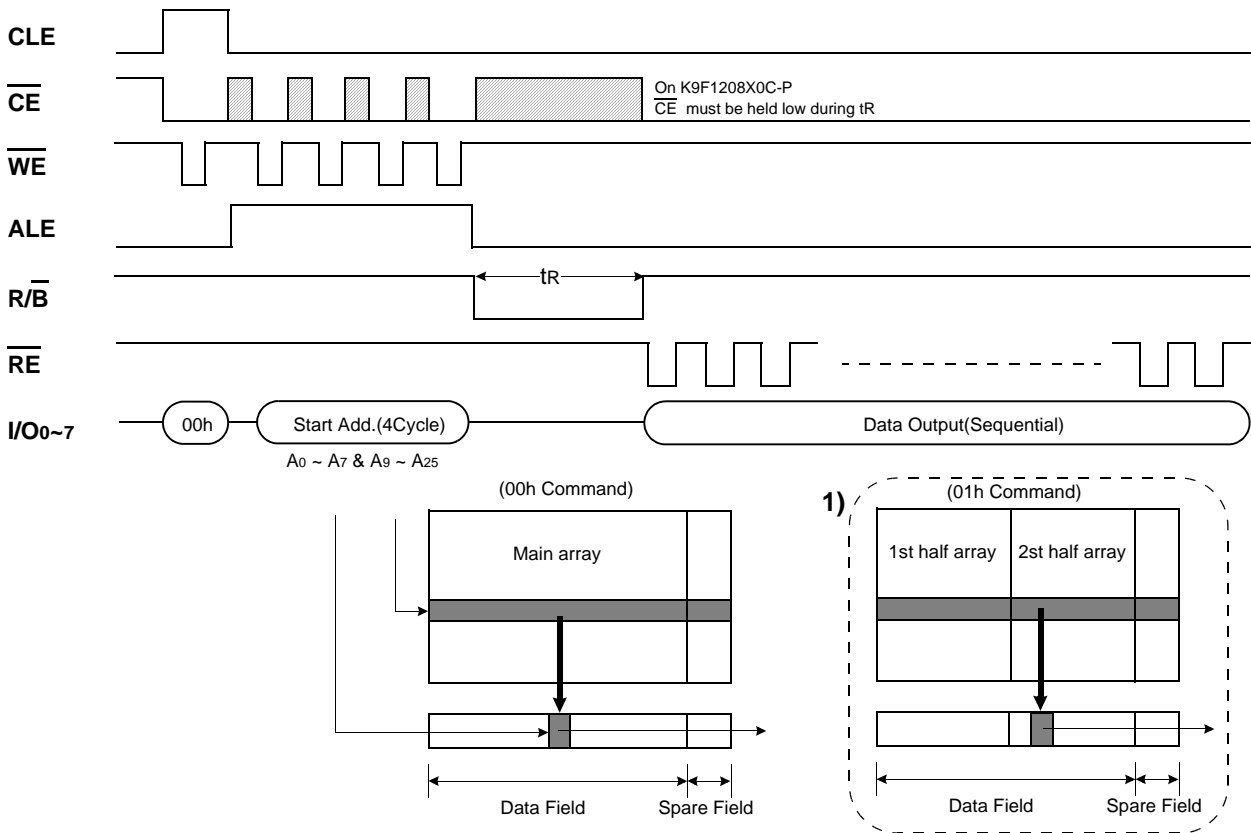 CLE
CE
On K9F1208X0C-P
CE must be held low during tR
WE
ALE
R/B
tR
RE
I/O0~7
00h
Start Add.(4Cycle)
Data Output(Sequential)
A0 ~ A7 & A9 ~ A25
(00h Command)
Main array
Data Field
Spare Field
1)
(01h Command)
1st half array
2st half array
Data Field
Spare Field